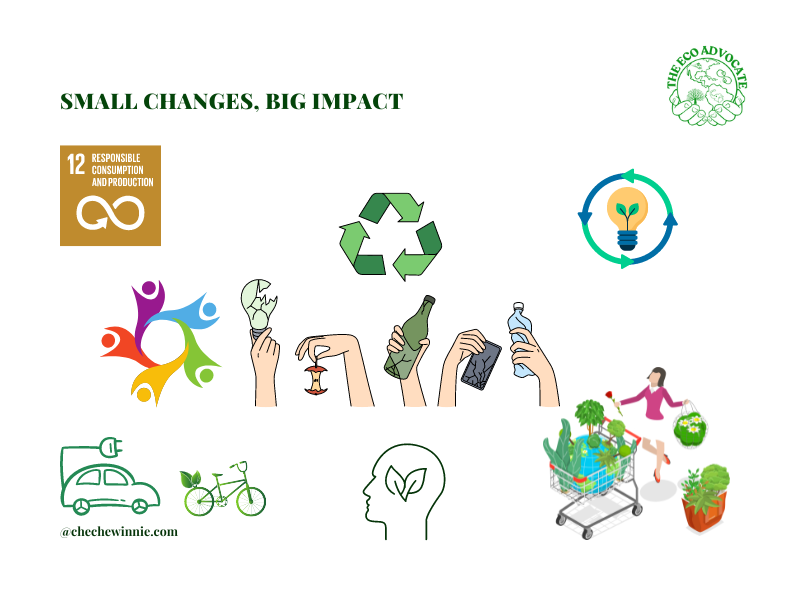 THE ECO ADVOCATE
SMALL CHANGES, BIG IMPACT
12 RESPONSIBLE
CONSUMPTION
AND PRODUCTION
@chechewinnie.com